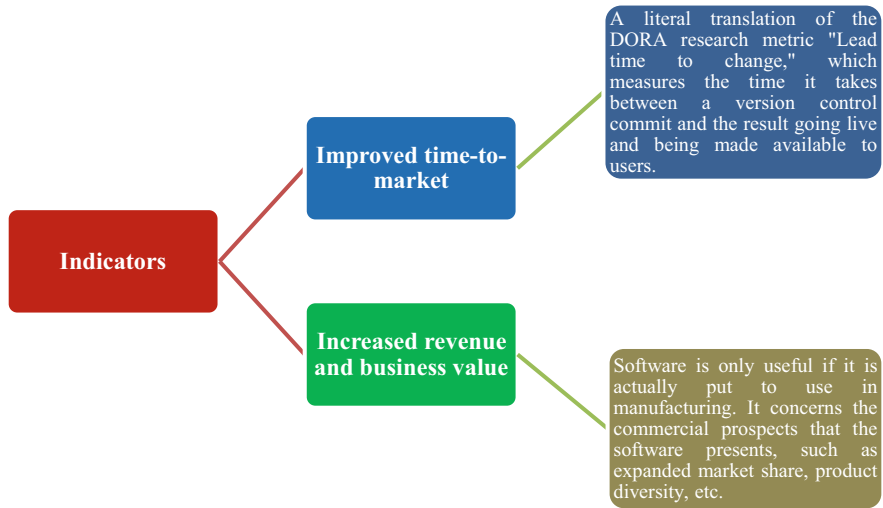 Indicators
Improved time-to-
market
A literal translation of the
DORA research metric "Lead
time to change," which
measures the time it takes
between a version control
commit and the result going live
and being made available to
users.
Increased revenue
and business value
Software is only useful if it is
actually put to use in
manufacturing. It concerns the
commercial prospects that the
software presents, such as
expanded market share, product
diversity, etc.